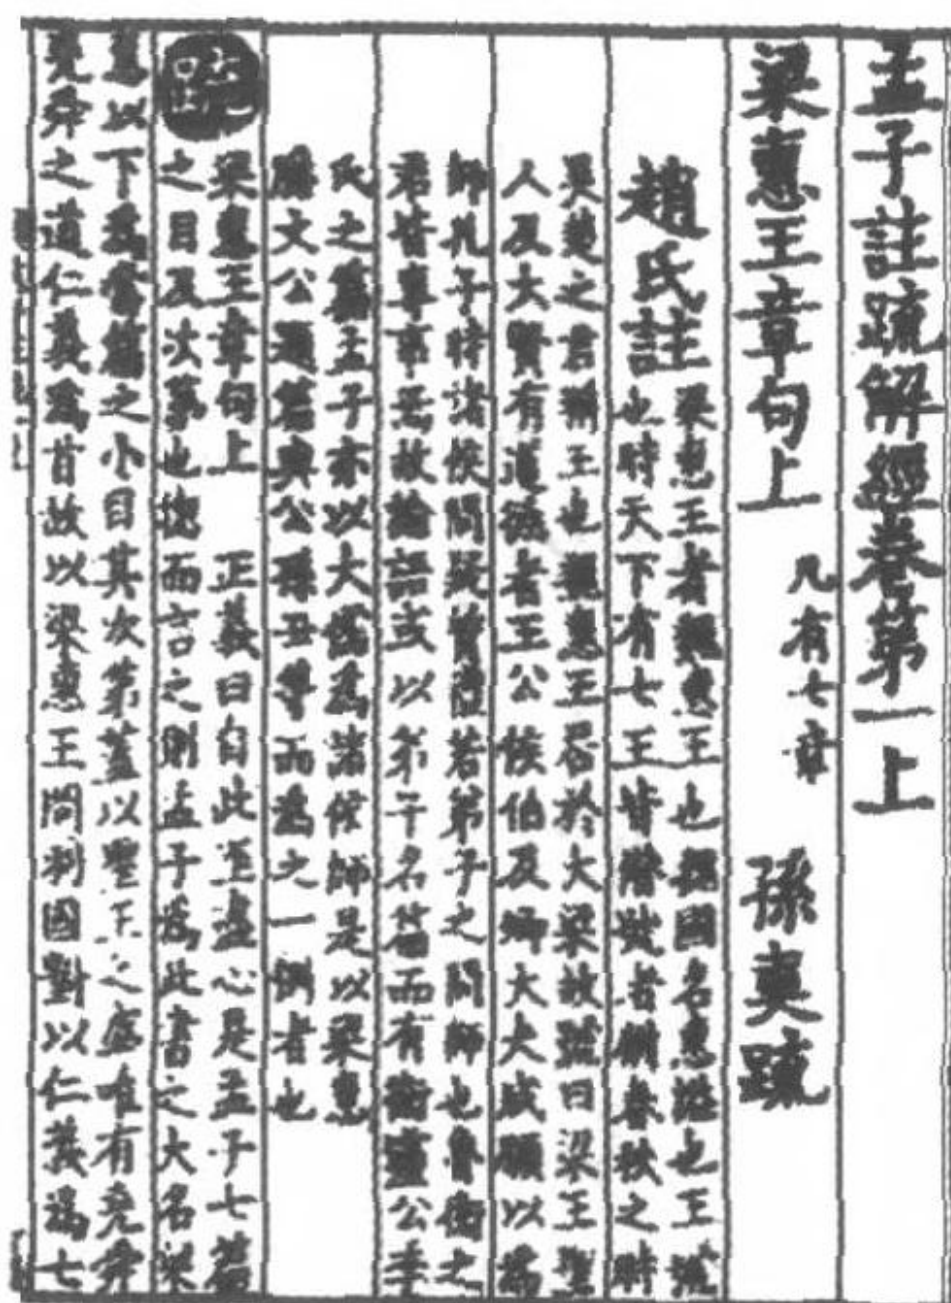 孟子註疏解經卷第一上
梁惠王章句上 凡有七章 孫奭疏
趙氏註 梁惠王者魏惠王也魏國名惠謚也王號
也時天下有七王皆僭號者猶春秋之時
吳楚之君稱王也魏惠王居於大梁故號曰梁王聖
人及大賢有道德者王公侯伯及卿大夫咸願以為
師孔子時諸侯問疑質禮若弟子之問師也魯衛之
君皆專事焉故論語或以弟子名篇而有衛靈公季
氏之篇孟子亦以大儒為諸侯師是以梁惠
滕文公題篇與公孫丑等而為之一例者也
疏 梁惠王章句上 正義曰自此至盡心是孟子七篇
之目及次第也揔而言之則孟子為此書之大名梁
惠以下為當篇之小目其次第蓋以聖王之盛唯有堯舜
堯舜之道仁義為首故以梁惠王問利國對以仁義為七